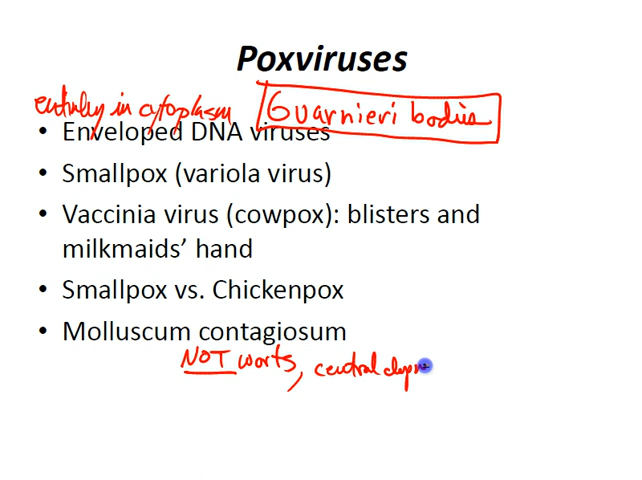 Poxviruses
entirely in cytoplasm Guarnieri bodies
• Enveloped DNA viruses
• Smallpox (variola virus)
• Vaccinia virus (cowpox): blisters and
milkmaids’ hand
• Smallpox vs. Chickenpox
• Molluscum contagiosum
NOT warts, central